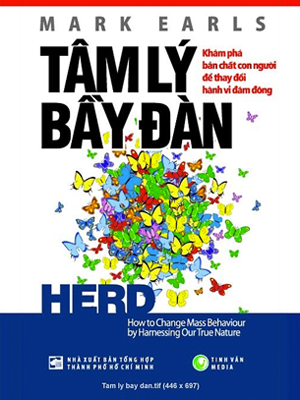 MARK EARLS
TÂM LÝ
BẦY ĐÀN
Khám phá
bản chất con người
để thay đổi
hành vi đám đông
HERD
How to Change Mass Behaviour
by Harnessing Our True Nature
NHÀ XUẤT BẢN TỔNG HỢP
THÀNH PHỐ HỒ CHÍ MINH
TINH VĂN
MEDIA
Tam ly bay dan.tif (446 x 697)